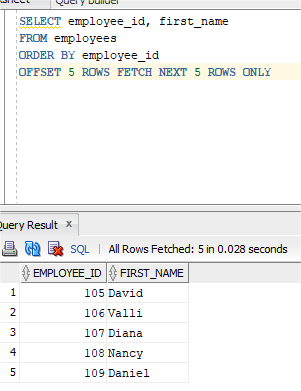 Query Builder
SELECT employee_id, first_name
FROM employees
ORDER BY employee_id
OFFSET 5 ROWS FETCH NEXT 5 ROWS ONLY
Query Result x
SQL | All Rows Fetched: 5 in 0.028 seconds
EMPLOYEE_ID FIRST_NAME
1 105 David
2 106 Valli
3 107 Diana
4 108 Nancy
5 109 Daniel